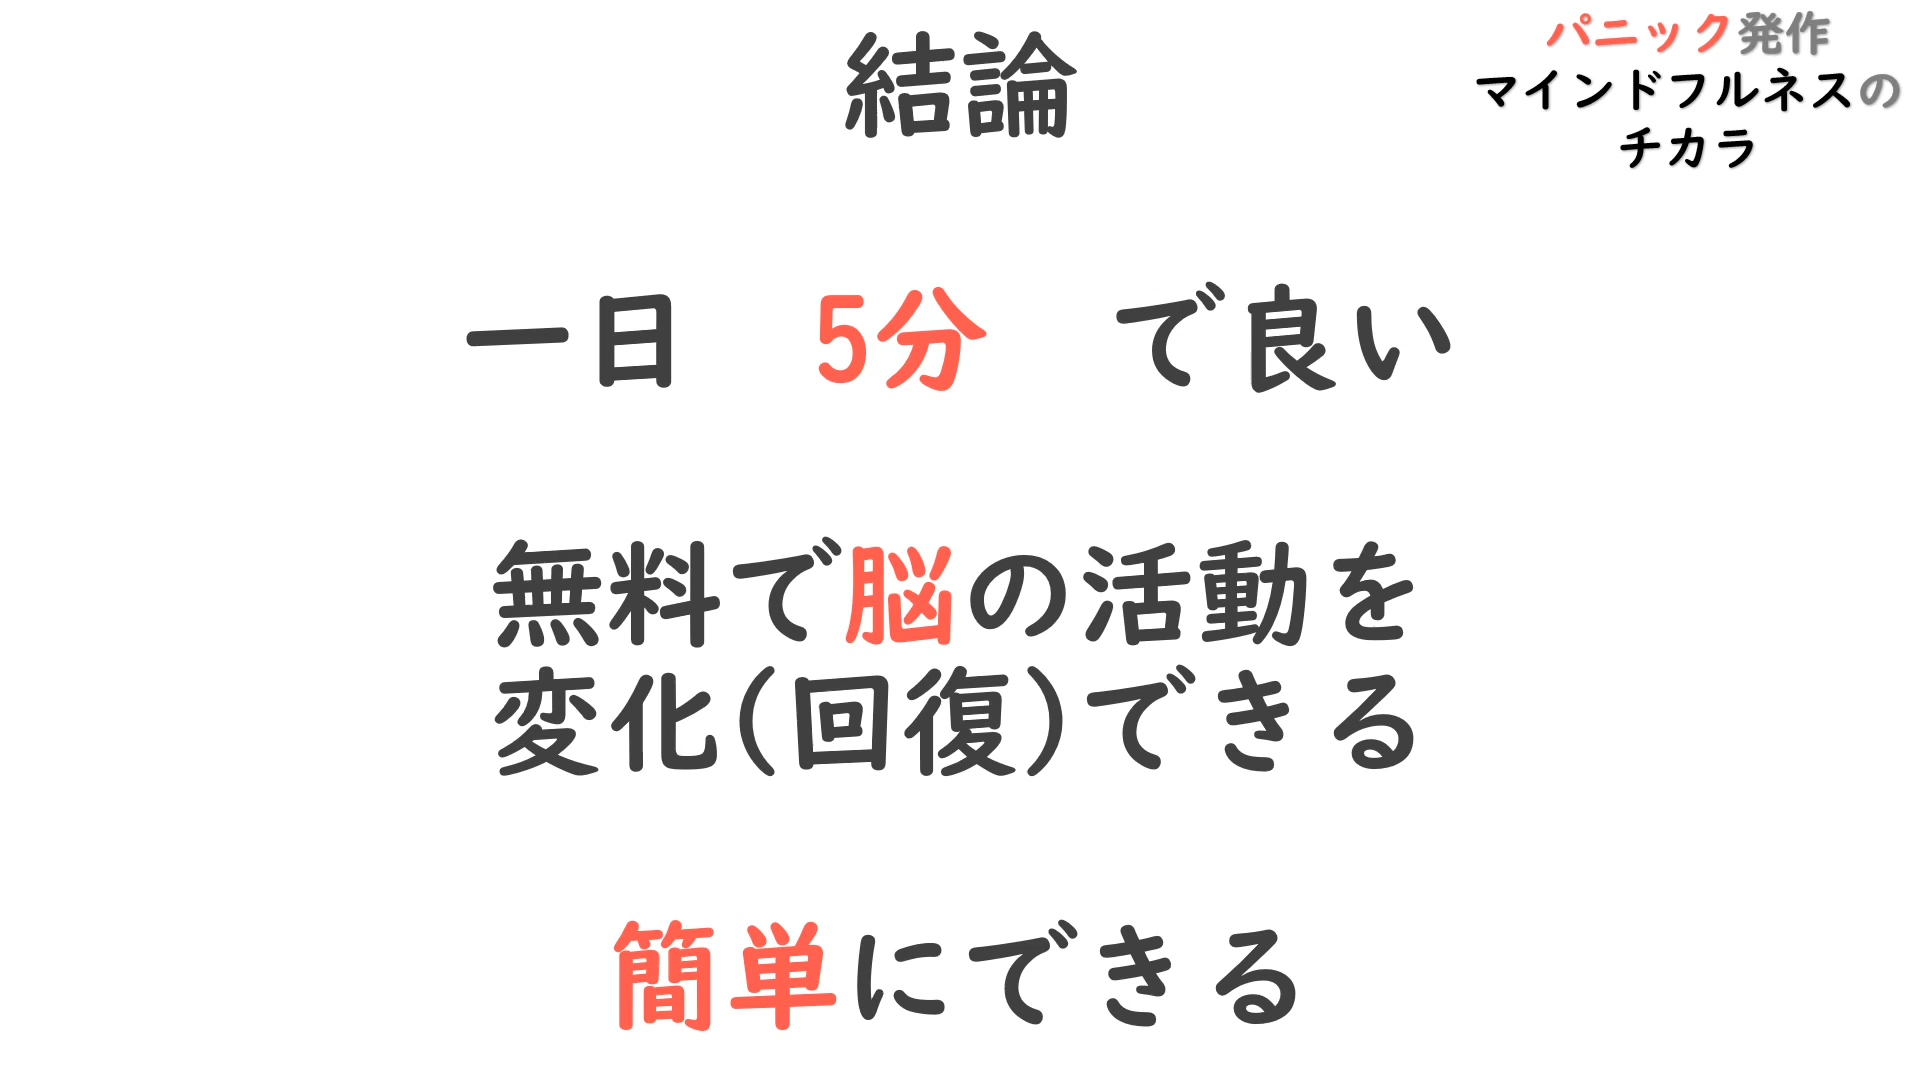 結論
パニック発作
マインドフルネスの
チカラ
一日　5分　で良い
無料で脳の活動を
変化(回復)できる
簡単にできる